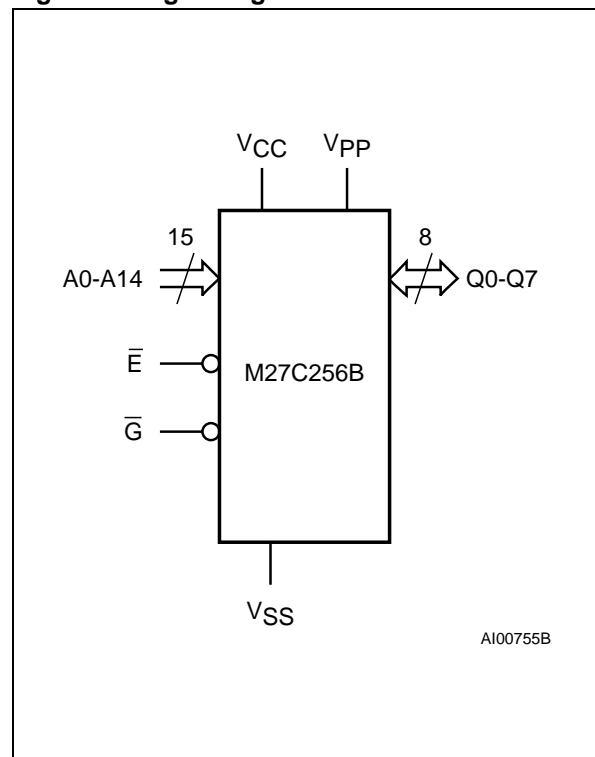 VCC VPP
15 8
A0-A14 Q0-Q7
E̅
M27C256B
G̅
VSS
AI00755B